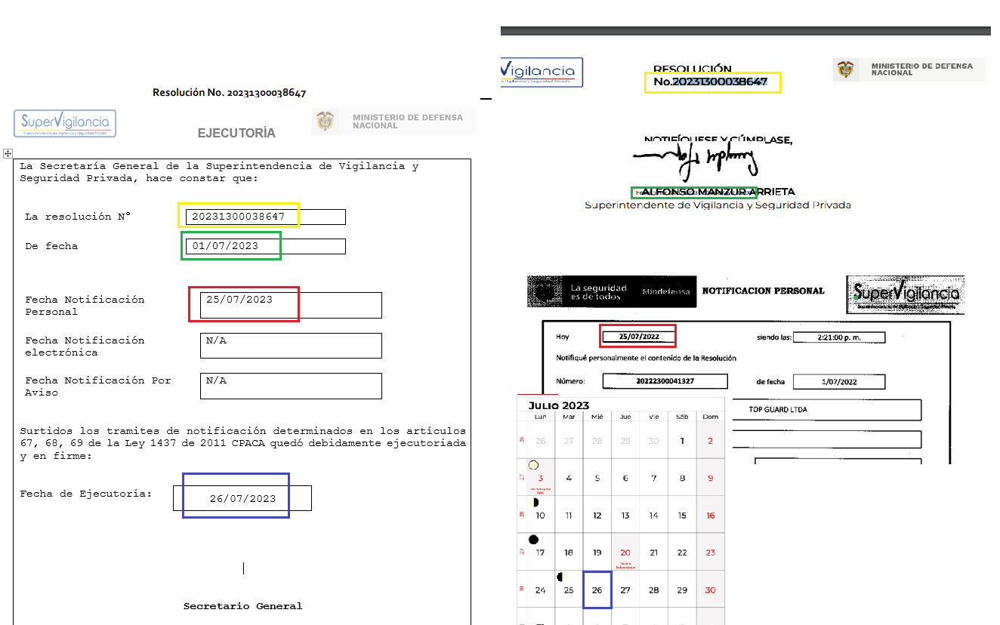 Resolución No. 20231300038647
SuperVigilancia
Superintendencia de Vigilancia y Seguridad Privada
EJECUTORÍA
MINISTERIO DE DEFENSA
NACIONAL
La Secretaría General de la Superintendencia de Vigilancia y
Seguridad Privada, hace constar que:
La resolución N° 20231300038647
De fecha 01/07/2023
Fecha Notificación
Personal
25/07/2023
Fecha Notificación
electrónica
N/A
Fecha Notificación Por
Aviso
N/A
Surtidos los tramites de notificación determinados en los artículos
67, 68, 69 de la Ley 1437 de 2011 CPACA quedó debidamente ejecutoriada
y en firme:
Fecha de Ejecutoria: 26/07/2023
Secretario General
Vigilancia
RESOLUCIÓN
No.20231300038647
MINISTERIO DE DEFENSA
NACIONAL
NOTIFÍQUESE Y CÚMPLASE,
ALFONSO MANZUR ARRIETA
Superintendente de Vigilancia y Seguridad Privada
La seguridad
es de todos
Mindefensa
NOTIFICACION PERSONAL
SuperVigilancia
Hoy 25/07/2022 siendo las: 2:21:00 p. m.
Notifiqué personalmente el contenido de la Resolución
Número: 20222300041327 de fecha 1/07/2022
TOP GUARD LTDA
JULIO 2023
Lun Mar Mié Jue Vie Sáb Dom
26 26 27 28 29 30 1 2
27 3 4 5 6 7 8 9
28 10 11 12 13 14 15 16
29 17 18 19 20 21 22 23
30 24 25 26 27 28 29 30